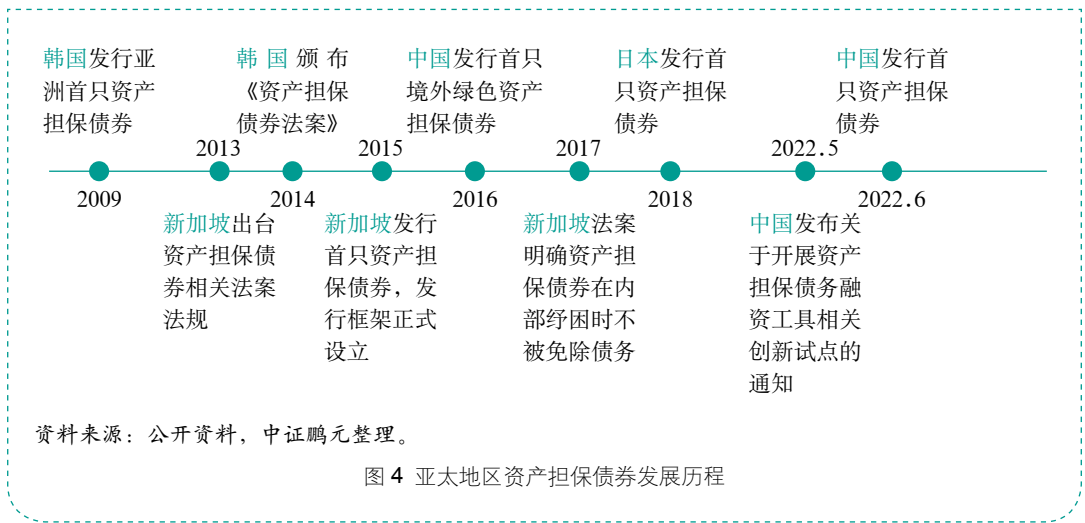 韩国发行亚
洲首只资产
担保债券
韩国颁布
《资产担保
债券法案》
中国发行首只
境外绿色资产
担保债券
日本发行首
只资产担保
债券
中国发行首
只资产担保
债券
2013
2015
2017
2022.5
2009
2014
2016
2018
2022.6
新加坡出台
资产担保债
券相关法案
法规
新加坡发行
首只资产担
保债券，发
行框架正式
设立
新加坡法案
明确资产担
保债券在内
部纾困时不
被免除债务
中国发布关
于开展资产
担保债务融
资工具相关
创新试点的
通知
资料来源：公开资料，中证鹏元整理。
图 4 亚太地区资产担保债券发展历程